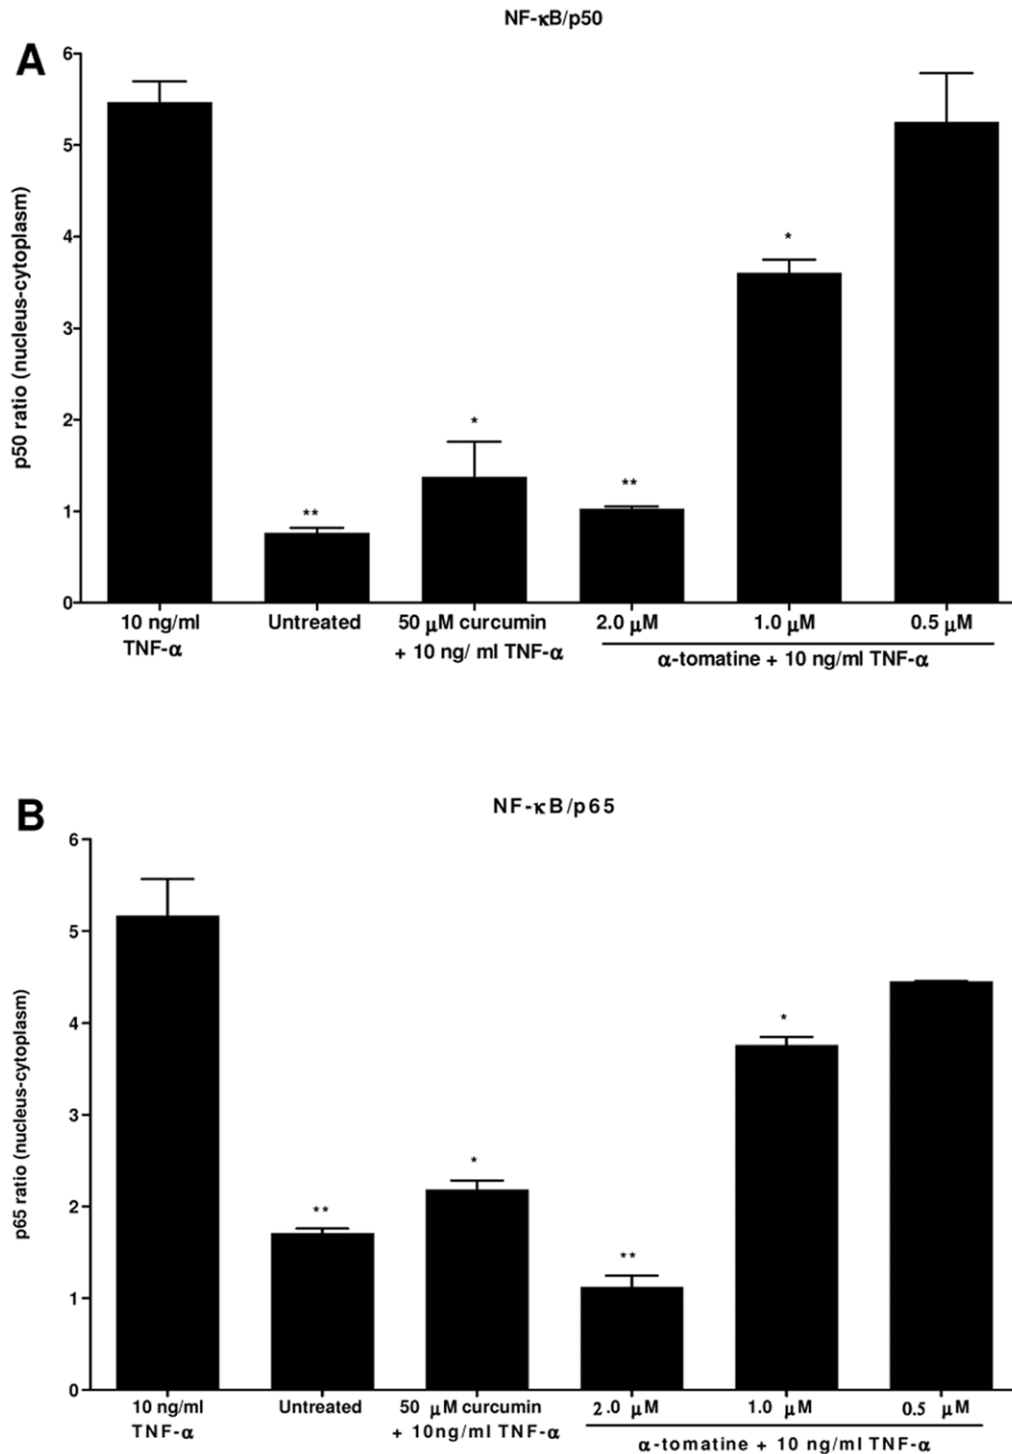 NF-κB/p50
A
p50 ratio (nucleus-cytoplasm)
6
5
4
3
2
1
0
**
*
**
*
10 ng/ml
TNF-α
Untreated
50 μM curcumin
+ 10 ng/ ml TNF-α
2.0 μM
1.0 μM
0.5 μM
α-tomatine + 10 ng/ml TNF-α
NF-κB/p65
B
p65 ratio (nucleus-cytoplasm)
6
5
4
3
2
1
0
**
*
**
*
10 ng/ml
TNF-α
Untreated
50 μM curcumin
+ 10ng/ml TNF-α
2.0 μM
1.0 μM
0.5 μM
α-tomatine + 10 ng/ml TNF-α